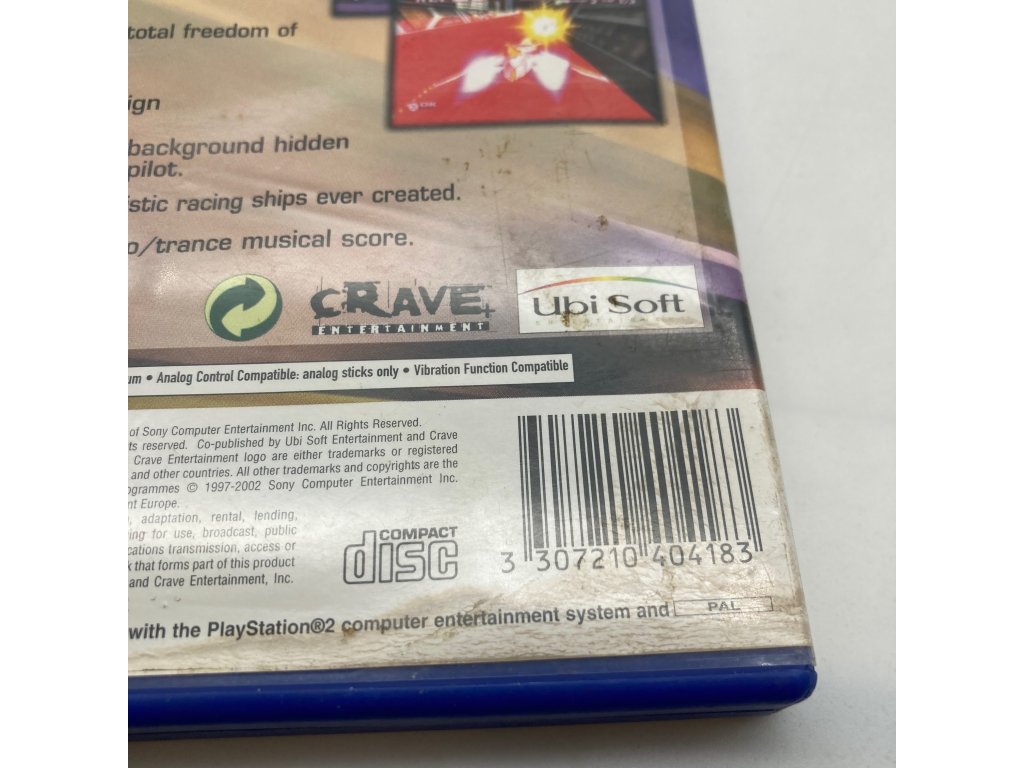 total freedom of
ign
background hidden
pilot.
istic racing ships ever created.
o/trance musical score.
CRAVE
ENTERTAINMENT
Ubi Soft
um • Analog Control Compatible: analog sticks only • Vibration Function Compatible
of Sony Computer Entertainment Inc. All Rights Reserved.
ts reserved. Co-published by Ubi Soft Entertainment and Crave
Crave Entertainment logo are either trademarks or registered
and other countries. All other trademarks and copyrights are the
ogrammes © 1997-2002 Sony Computer Entertainment Inc.
nt Europe.
, adaptation, rental, lending,
ing for use, broadcast, public
cations transmission, access or
k that forms part of this product
and Crave Entertainment, Inc.
COMPACT
disc
3 307210 404183
with the PlayStation®2 computer entertainment system and
PAL